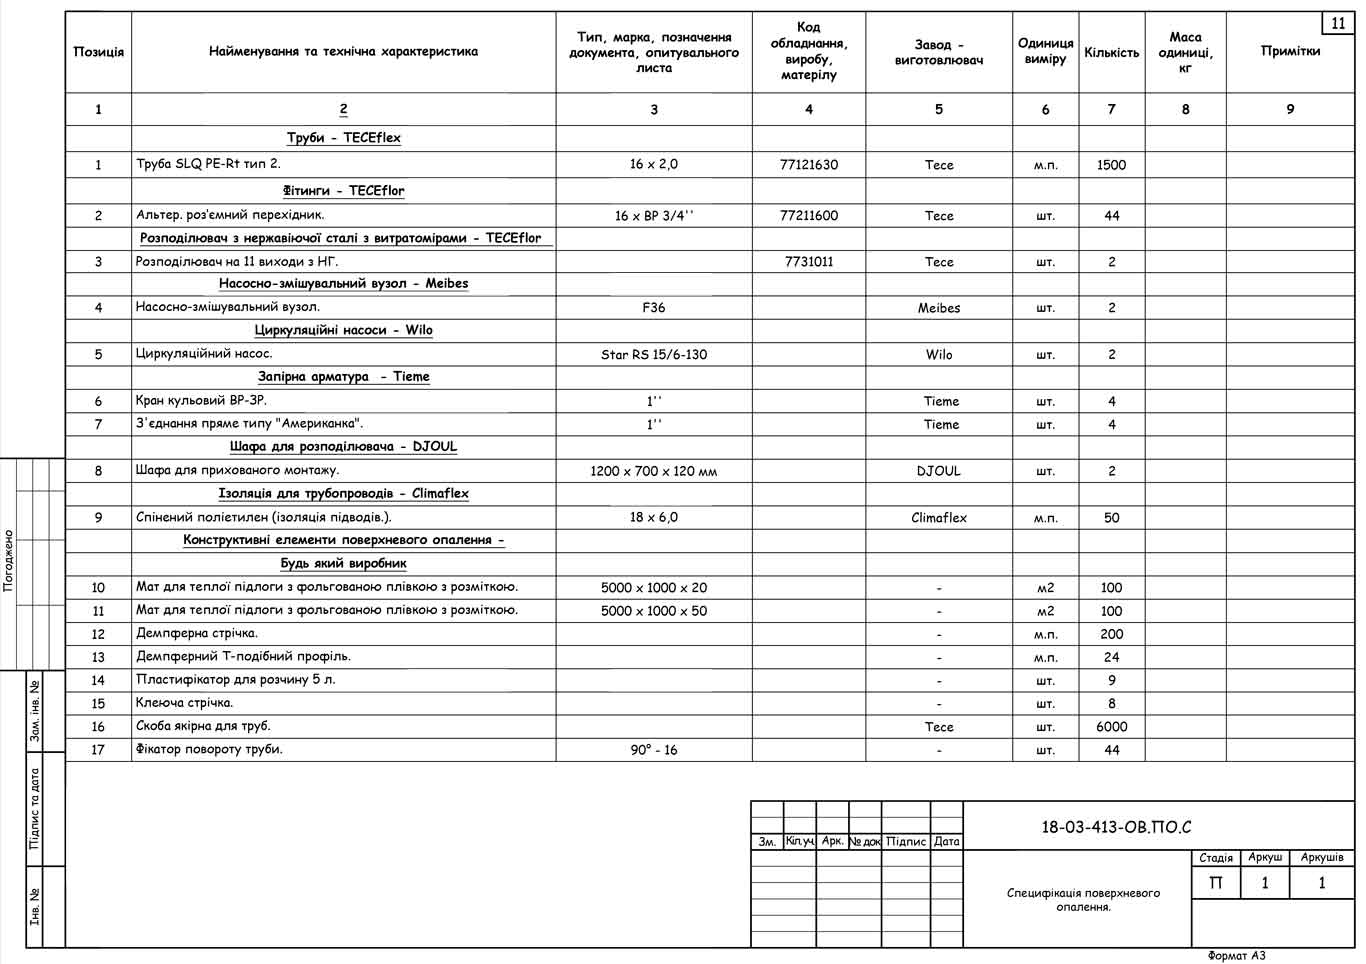 11
Позиція | Найменування та технічна характеристика | Тип, марка, позначення документа, опитувального листа | Код обладнання, виробу, матерілу | Завод - виготовлювач | Одиниця виміру | Кількість | Маса одиниці, кг | Примітки
1 | 2 | 3 | 4 | 5 | 6 | 7 | 8 | 9
Труби - TECEflex
1 | Труба SLQ PE-Rt тип 2. | 16 x 2,0 | 77121630 | Tece | м.п. | 1500
Фітинги - TECEflor
2 | Альтер. роз'ємний перехідник. | 16 x ВР 3/4'' | 77211600 | Tece | шт. | 44
Розподілювач з нержавіючої сталі з витратомірами - TECEflor
3 | Розподілювач на 11 виходи з НГ. | 7731011 | Tece | шт. | 2
Насосно-змішувальний вузол - Meibes
4 | Насосно-змішувальний вузол. | F36 | Meibes | шт. | 2
Циркуляційні насоси - Wilo
5 | Циркуляційний насос. | Star RS 15/6-130 | Wilo | шт. | 2
Запірна арматура - Tieme
6 | Кран кульовий ВР-ЗР. | 1'' | Tieme | шт. | 4
7 | З'єднання пряме типу "Американка". | 1'' | Tieme | шт. | 4
Шафа для розподілювача - DJOUL
8 | Шафа для прихованого монтажу. | 1200 x 700 x 120 мм | DJOUL | шт. | 2
Ізоляція для трубопроводів - Climaflex
9 | Спінений поліетилен (ізоляція підводів.). | 18 x 6,0 | Climaflex | м.п. | 50
Конструктивні елементи поверхневого опалення -
Будь який виробник
10 | Мат для теплої підлоги з фольгованою плівкою з розміткою. | 5000 x 1000 x 20 | - | м2 | 100
11 | Мат для теплої підлоги з фольгованою плівкою з розміткою. | 5000 x 1000 x 50 | - | м2 | 100
12 | Демпферна стрічка. | - | м.п. | 200
13 | Демпферний Т-подібний профіль. | - | м.п. | 24
14 | Пластифікатор для розчину 5 л. | - | шт. | 9
15 | Клеюча стрічка. | - | шт. | 8
16 | Скоба якірна для труб. | Tece | шт. | 6000
17 | Фікатор повороту труби. | 90° - 16 | - | шт. | 44
Погоджено
Зам. інв. №
Підпис та дата
Інв. №
18-03-413-ОВ.ПО.С
Зм. | Кіл.уч. | Арк. | № док | Підпис | Дата
Стадія | Аркуш | Аркушів
П | 1 | 1
Специфікація поверхневого
опалення.
Формат А3